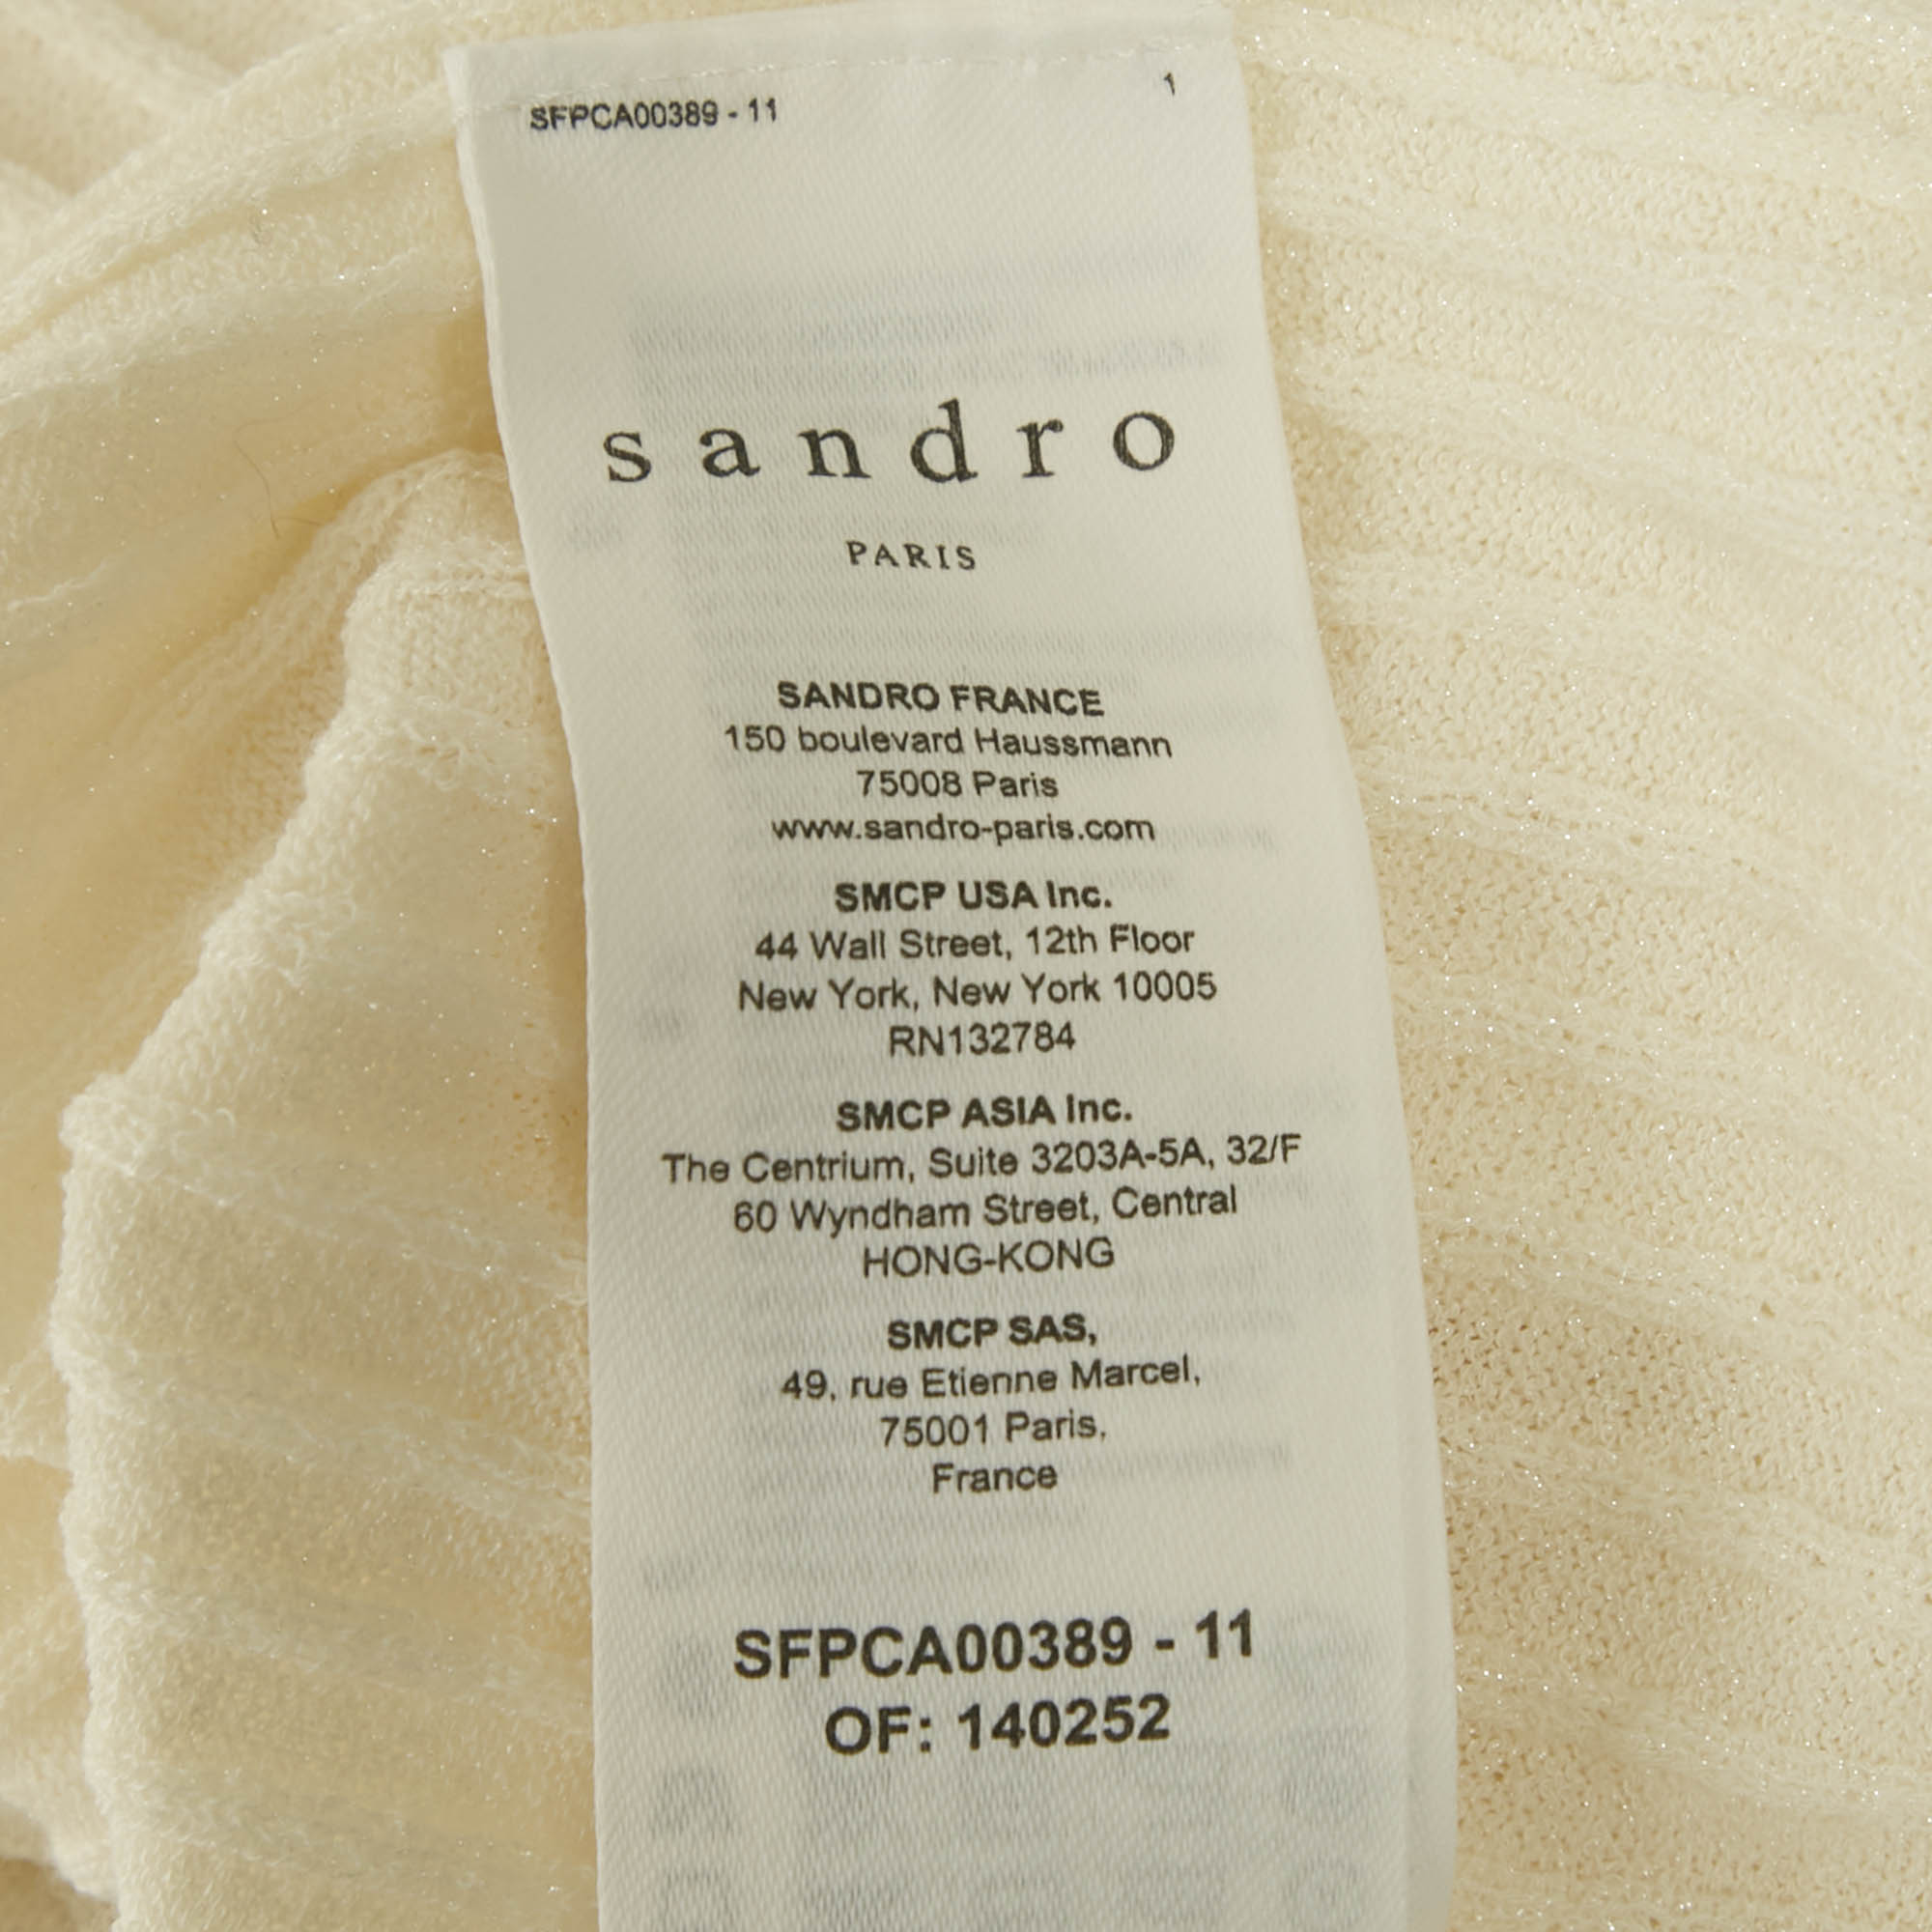 1
SFPCA00389 - 11
sandro
PARIS
SANDRO FRANCE
150 boulevard Haussmann
75008 Paris
www.sandro-paris.com
SMCP USA Inc.
44 Wall Street, 12th Floor
New York, New York 10005
RN132784
SMCP ASIA Inc.
The Centrium, Suite 3203A-5A, 32/F
60 Wyndham Street, Central
HONG-KONG
SMCP SAS,
49, rue Etienne Marcel,
75001 Paris,
France
SFPCA00389 - 11
OF: 140252